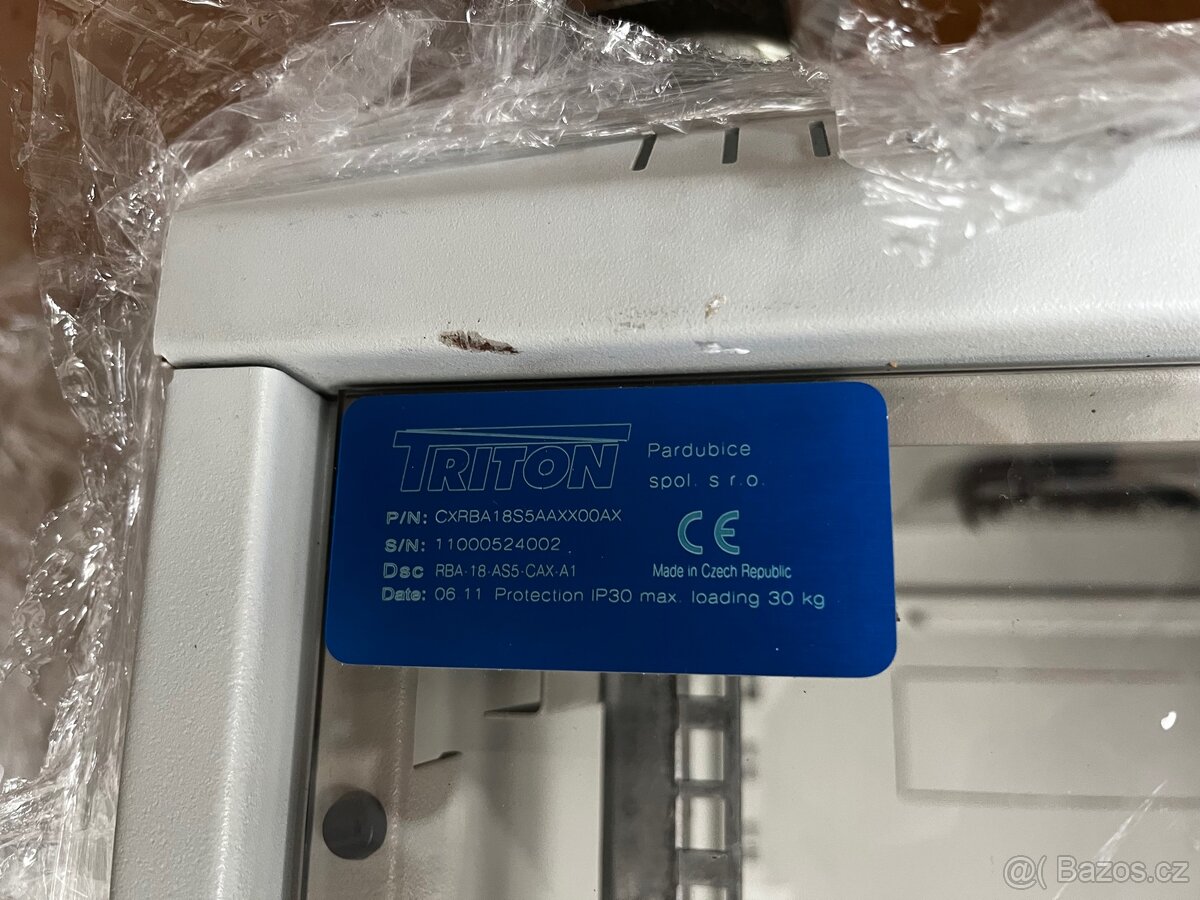 TRITON Pardubice
spol. s r.o.
P/N: CXRBA18S5AAXX00AX
S/N: 11000524002
CE
Dsc RBA-18-AS5-CAX-A1
Made in Czech Republic
Date: 06 11 Protection IP30 max. loading 30 kg
@( Bazos.cz